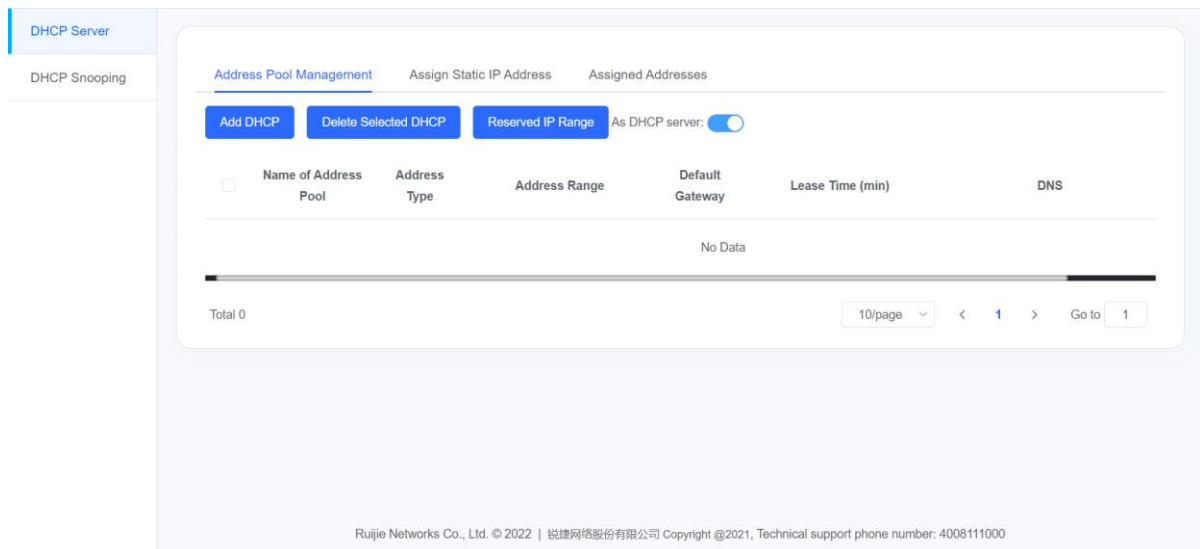 DHCP Server
DHCP Snooping
Address Pool Management Assign Static IP Address Assigned Addresses
Add DHCP Delete Selected DHCP Reserved IP Range As DHCP server:
Name of Address Pool Address Type Address Range Default Gateway Lease Time (min) DNS
No Data
Total 0 10/page < 1 > Go to 1
Ruijie Networks Co., Ltd. © 2022 | 锐捷网络股份有限公司 Copyright @2021, Technical support phone number: 4008111000